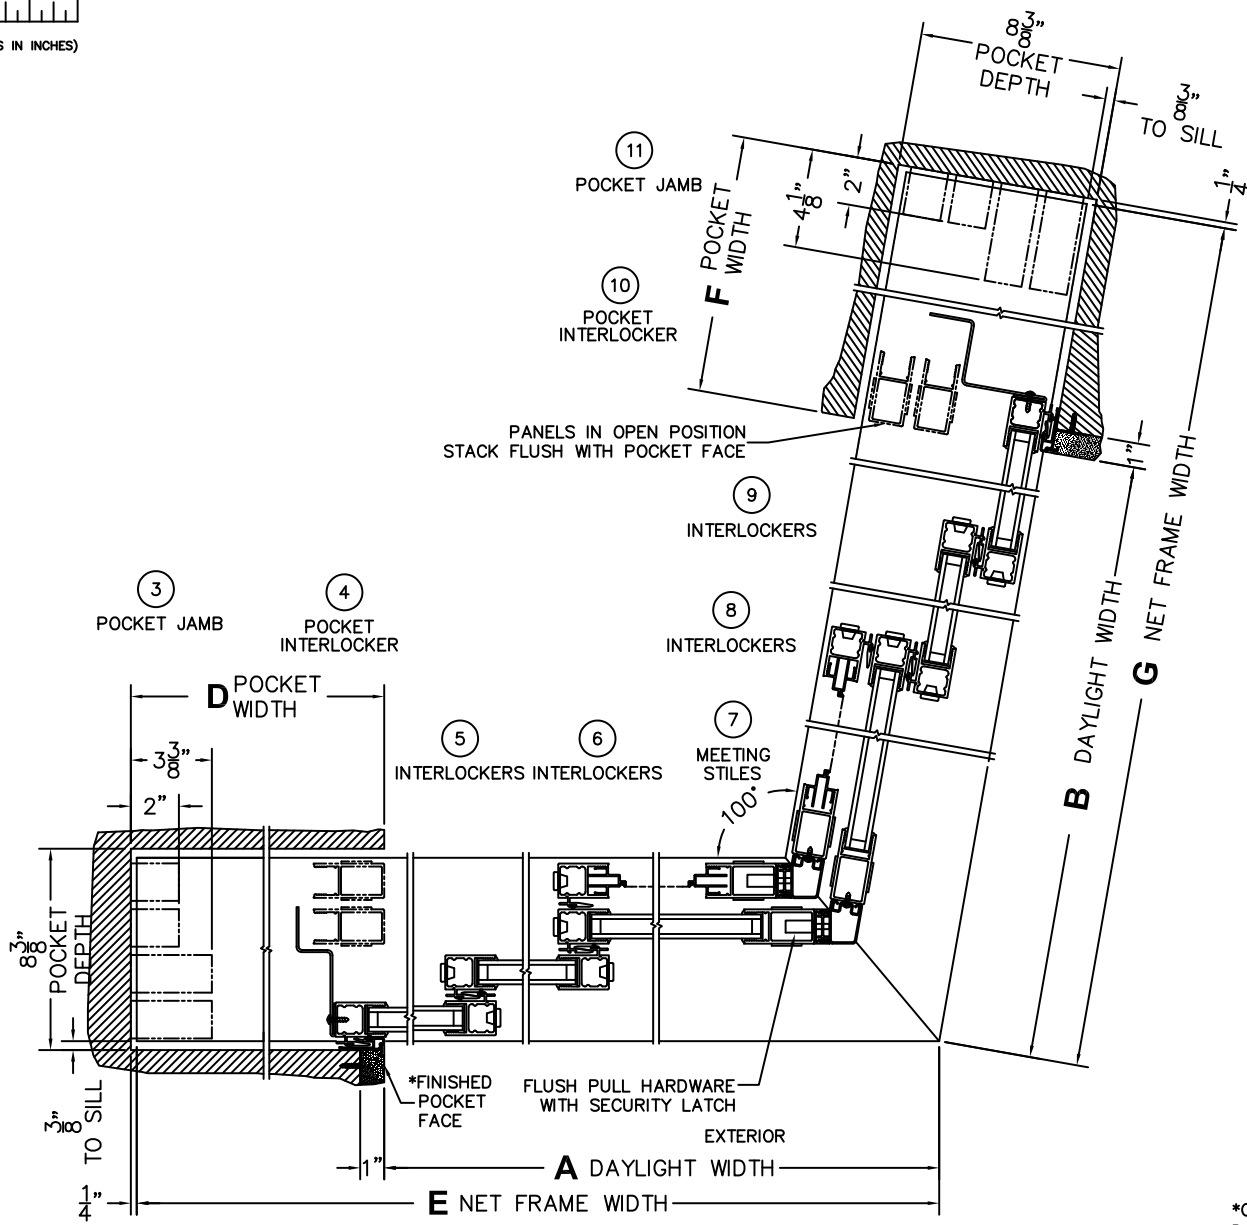 S IN INCHES)
8 3/8"
POCKET
DEPTH
3/8"
TO SILL
11
POCKET JAMB
2"
4 1/8"
1/4
F POCKET
WIDTH
10
POCKET
INTERLOCKER
PANELS IN OPEN POSITION
STACK FLUSH WITH POCKET FACE
1"
9
INTERLOCKERS
G NET FRAME WIDTH
3
POCKET JAMB
4
POCKET
INTERLOCKER
8
INTERLOCKERS
B DAYLIGHT WIDTH
D POCKET
WIDTH
5
INTERLOCKERS
6
INTERLOCKERS
7
MEETING
STILES
3 3/8"
2"
100°
8 3/8"
POCKET
DEPTH
*FINISHED
POCKET
FACE
FLUSH PULL HARDWARE
WITH SECURITY LATCH
3/8"
TO SILL
EXTERIOR
1"
A DAYLIGHT WIDTH
1/4"
E NET FRAME WIDTH